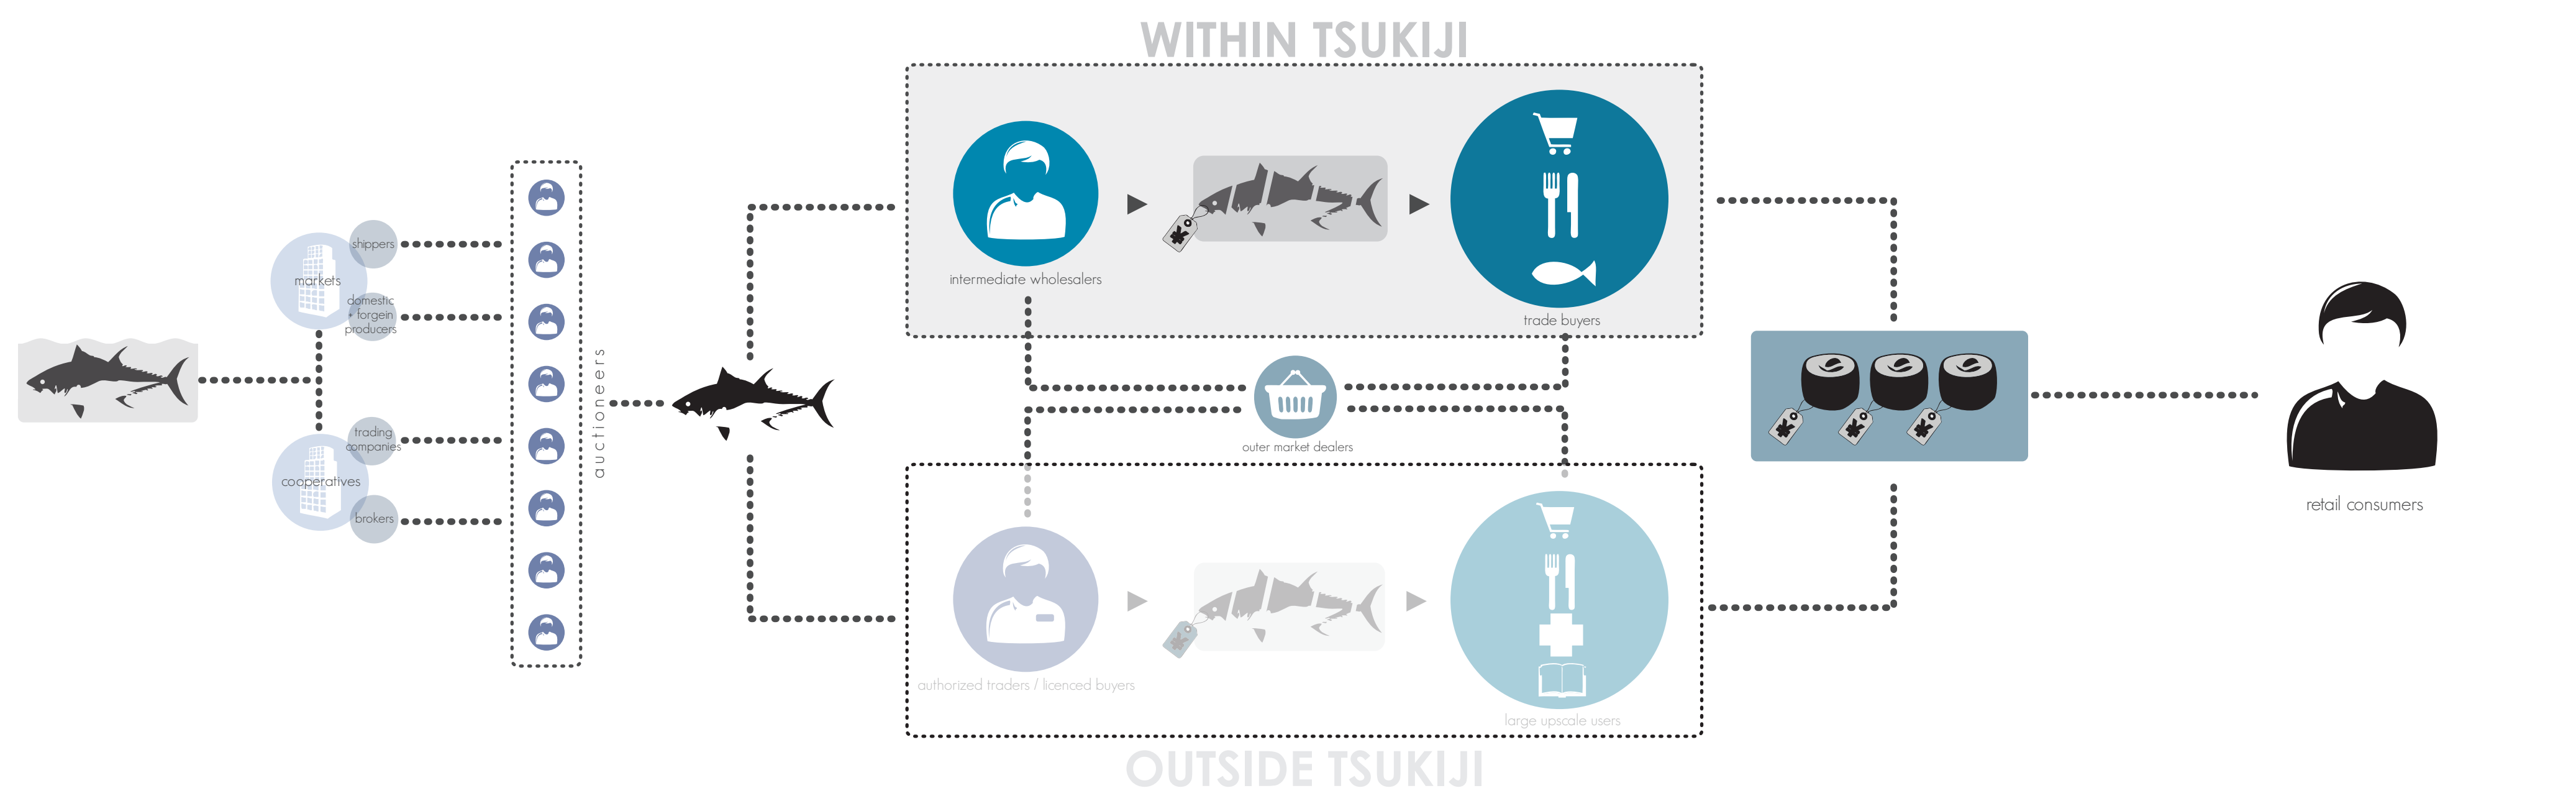 WITHIN TSUKIJI
shippers
markets
domestic
+ forgein
producers
trading
companies
cooperatives
brokers
auctioneers
intermediate wholesalers
trade buyers
outer market dealers
authorized traders / licenced buyers
large upscale users
OUTSIDE TSUKIJI
retail consumers